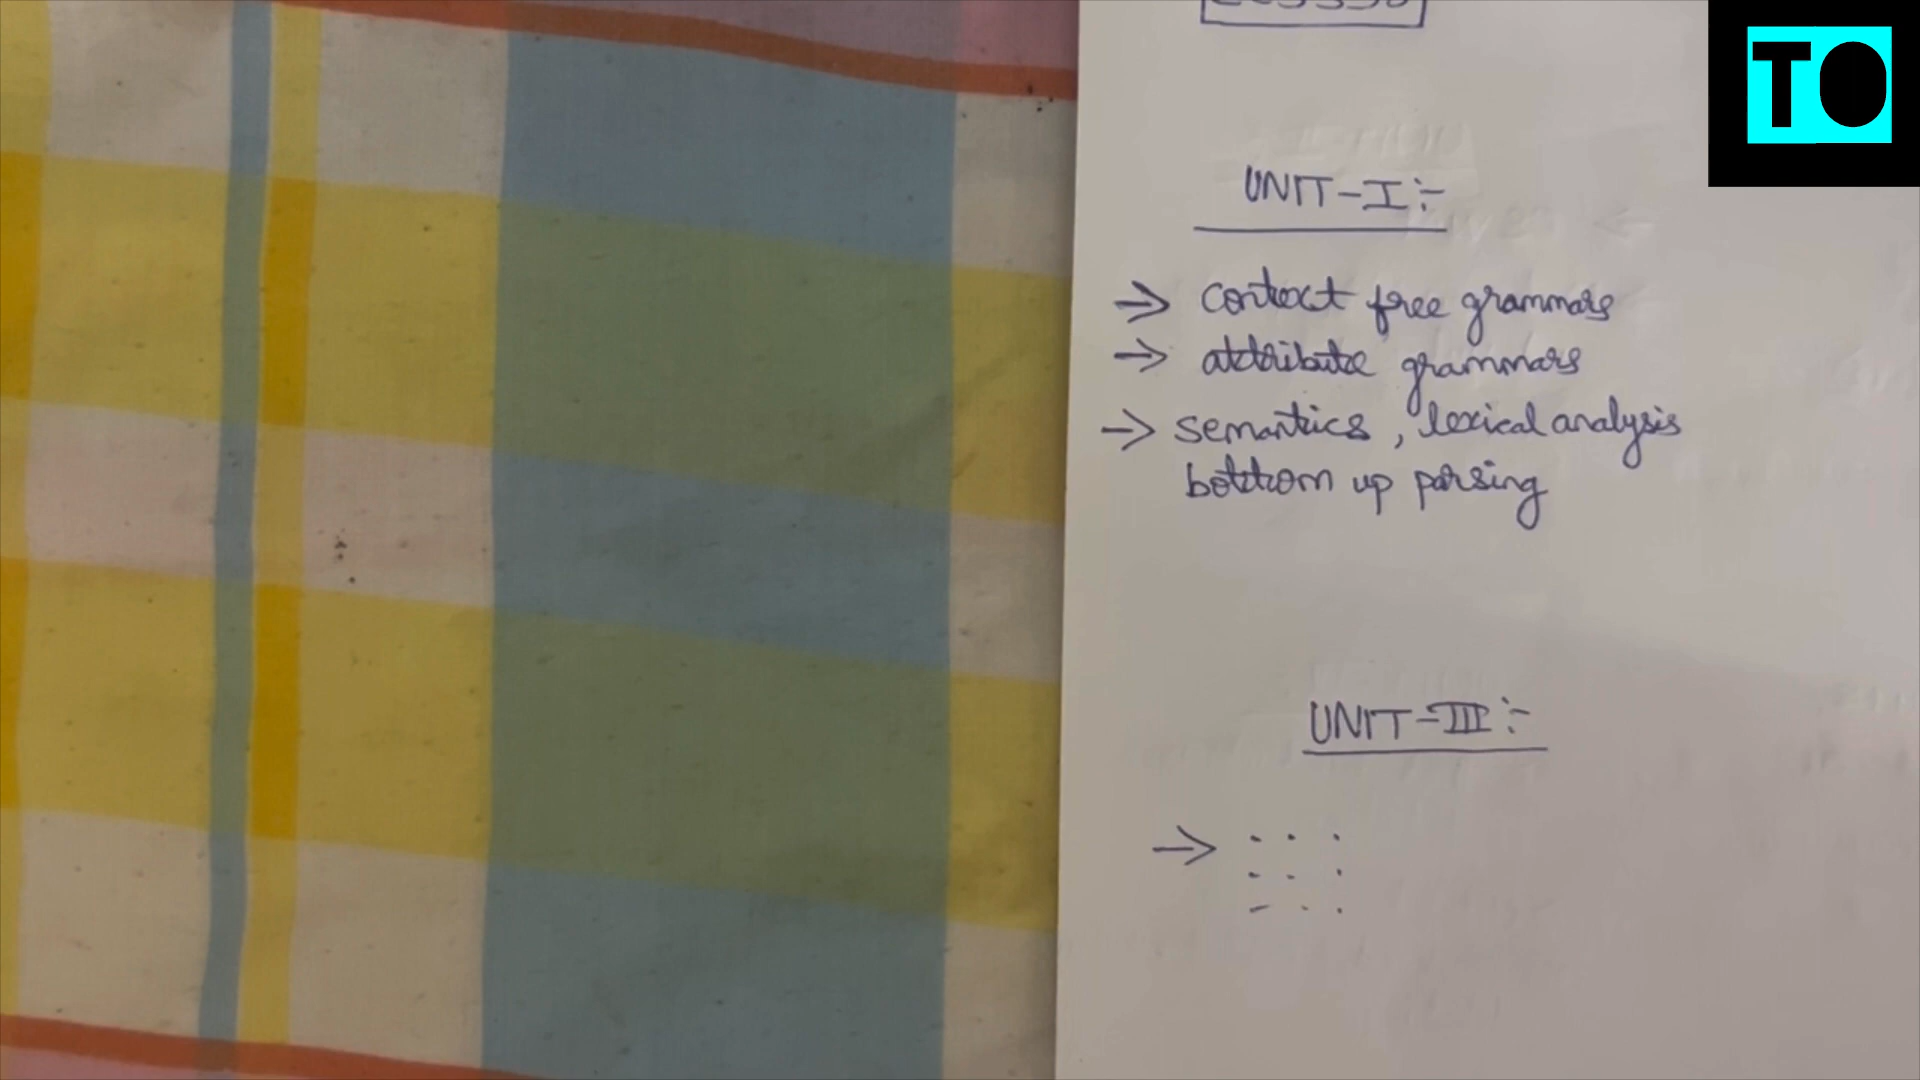 TO
UNIT-I:-
→ context free grammars
→ attribute grammars
→ semantics, lexical analysis
bottom up parsing
UNIT-III:-
→